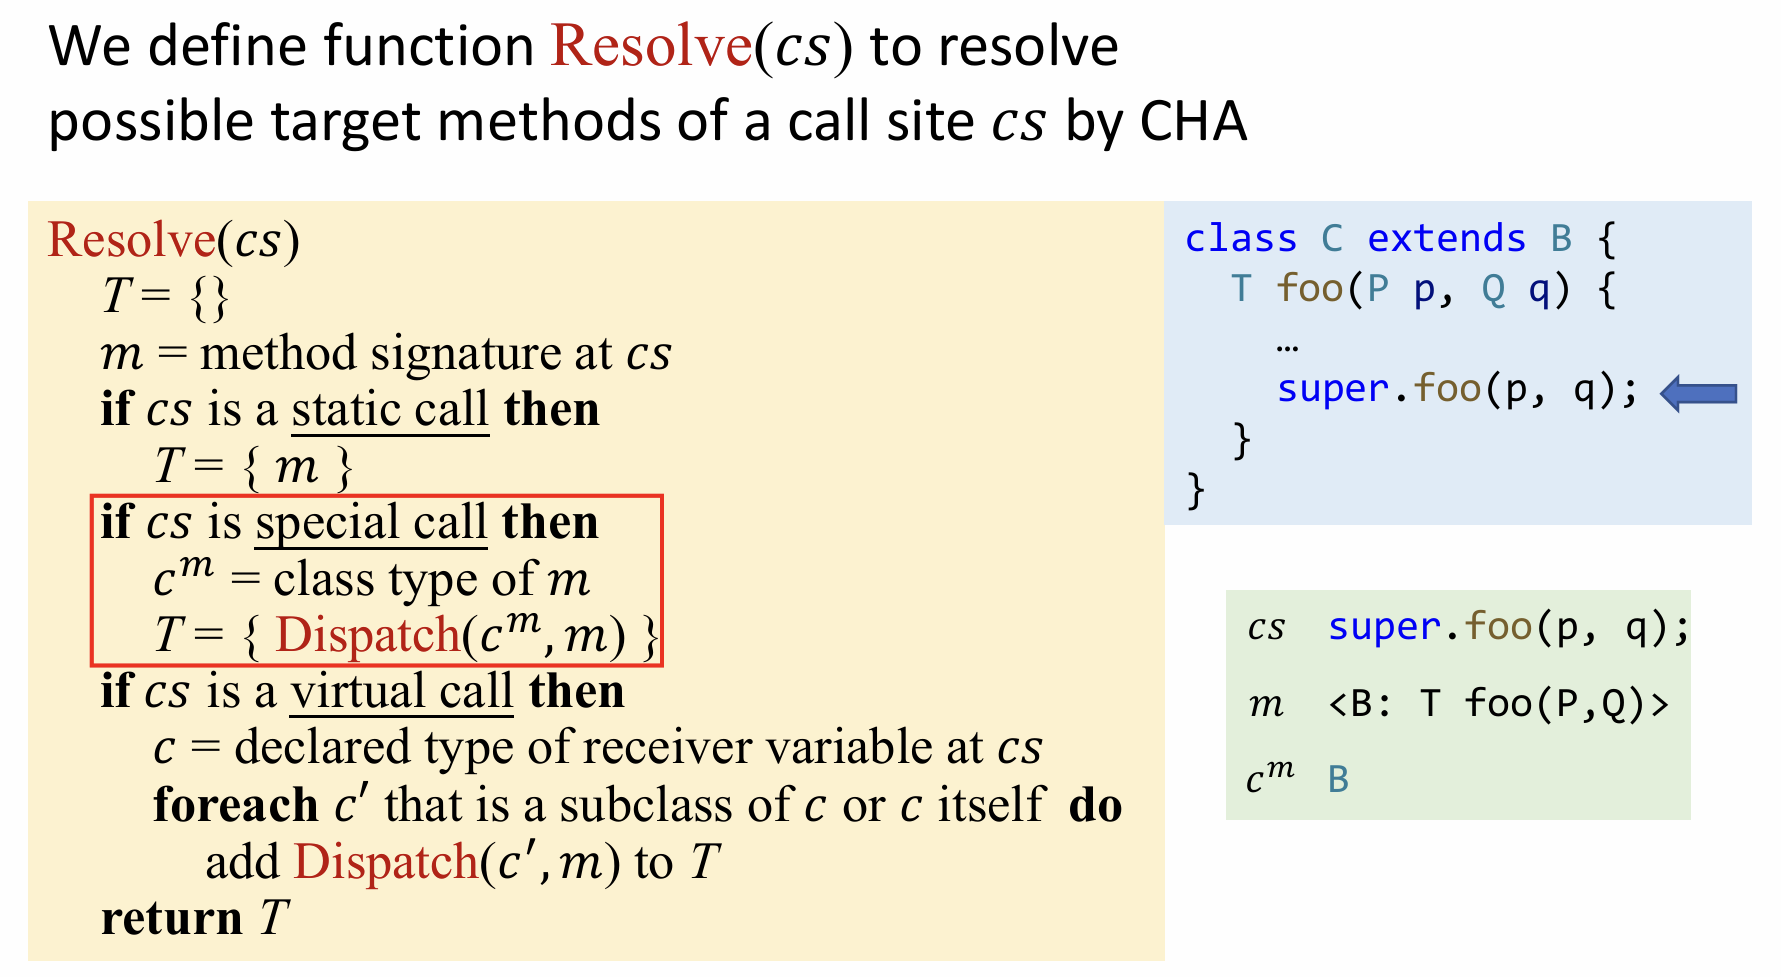 We define function Resolve(cs) to resolve
possible target methods of a call site cs by CHA
Resolve(cs)
T = {}
m = method signature at cs
if cs is a static call then
T = { m }
if cs is special call then
c^m = class type of m
T = { Dispatch(c^m, m) }
if cs is a virtual call then
c = declared type of receiver variable at cs
foreach c′ that is a subclass of c or c itself do
add Dispatch(c′, m) to T
return T
class C extends B {
T foo(P p, Q q) {
…
super.foo(p, q);
}
}
cs super.foo(p, q);
m <B: T foo(P,Q)>
c^m B